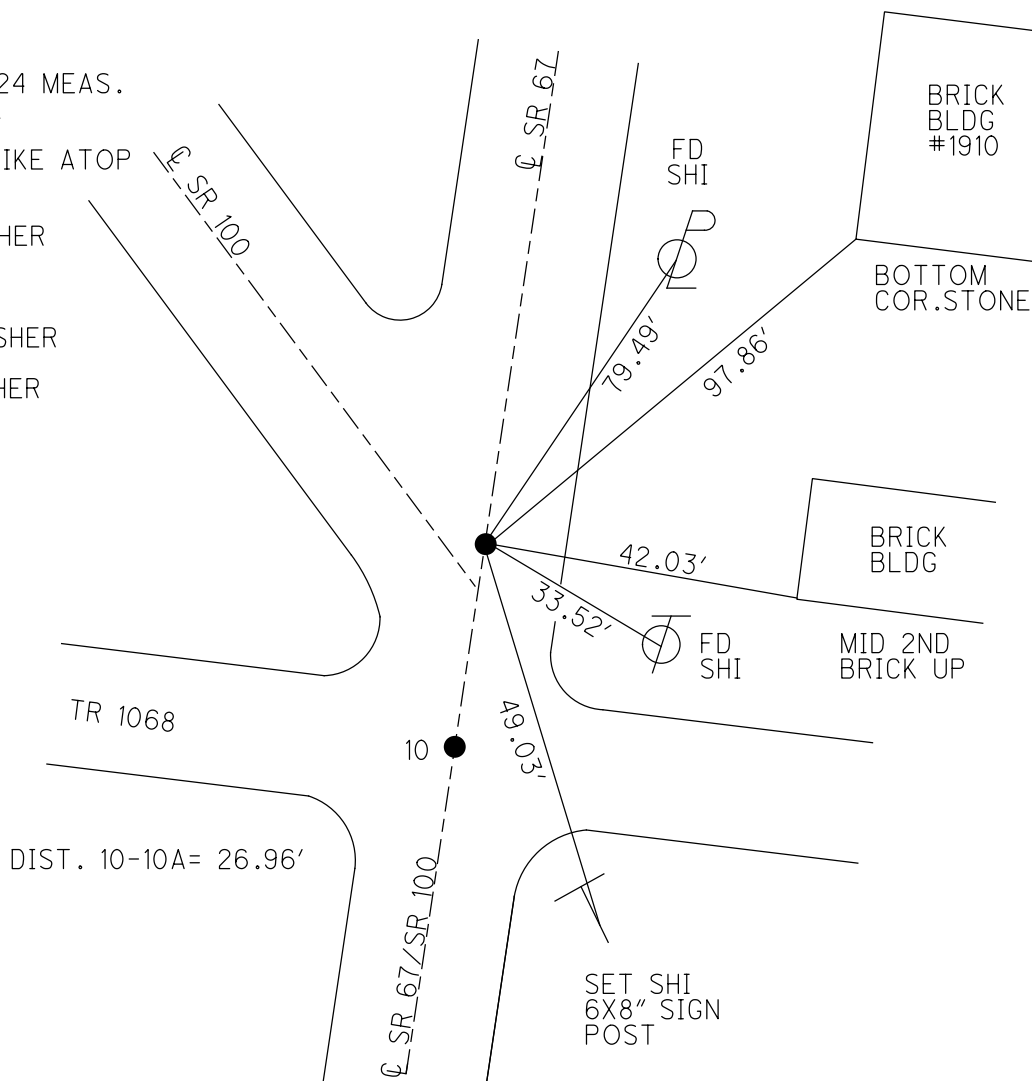 24 MEAS.
IKE ATOP
HER
SHER
HER
℄ SR 100
℄ SR 67
FD
SHI
BRICK
BLDG
#1910
BOTTOM
COR.STONE
79.49'
97.86'
42.03'
33.52'
BRICK
BLDG
FD
SHI
MID 2ND
BRICK UP
TR 1068
49.03'
10
DIST. 10-10A= 26.96'
℄ SR 67/SR 100
SET SHI
6X8" SIGN
POST